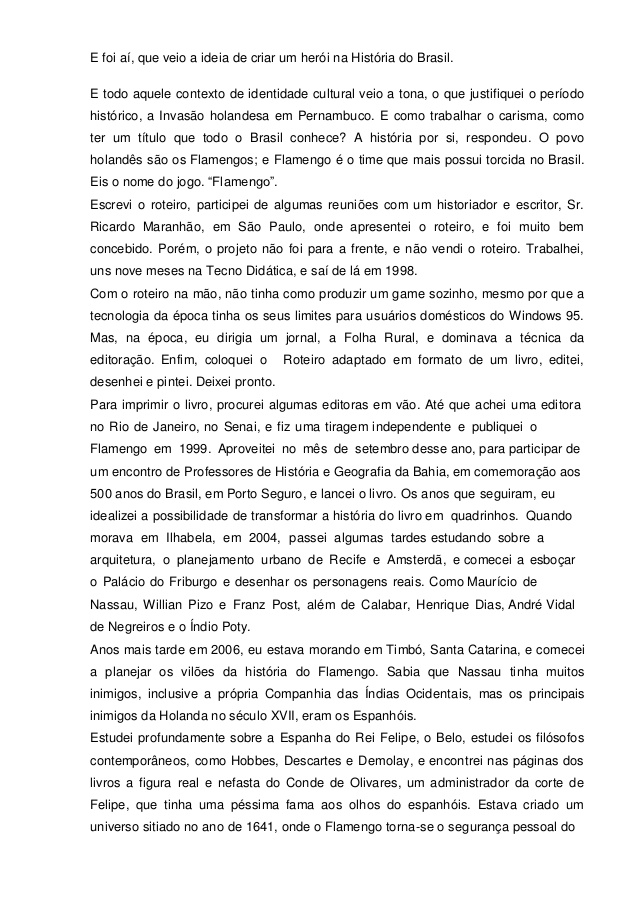 E foi aí, que veio a ideia de criar um herói na História do Brasil.
E todo aquele contexto de identidade cultural veio a tona, o que justifiquei o período
histórico, a Invasão holandesa em Pernambuco. E como trabalhar o carisma, como
ter um título que todo o Brasil conhece? A história por si, respondeu. O povo
holandês são os Flamengos; e Flamengo é o time que mais possui torcida no Brasil.
Eis o nome do jogo. “Flamengo”.
Escrevi o roteiro, participei de algumas reuniões com um historiador e escritor, Sr.
Ricardo Maranhão, em São Paulo, onde apresentei o roteiro, e foi muito bem
concebido. Porém, o projeto não foi para a frente, e não vendi o roteiro. Trabalhei,
uns nove meses na Tecno Didática, e saí de lá em 1998.
Com o roteiro na mão, não tinha como produzir um game sozinho, mesmo por que a
tecnologia da época tinha os seus limites para usuários domésticos do Windows 95.
Mas, na época, eu dirigia um jornal, a Folha Rural, e dominava a técnica da
editoração. Enfim, coloquei o Roteiro adaptado em formato de um livro, editei,
desenhei e pintei. Deixei pronto.
Para imprimir o livro, procurei algumas editoras em vão. Até que achei uma editora
no Rio de Janeiro, no Senai, e fiz uma tiragem independente e publiquei o
Flamengo em 1999. Aproveitei no mês de setembro desse ano, para participar de
um encontro de Professores de História e Geografia da Bahia, em comemoração aos
500 anos do Brasil, em Porto Seguro, e lancei o livro. Os anos que seguiram, eu
idealizei a possibilidade de transformar a história do livro em quadrinhos. Quando
morava em Ilhabela, em 2004, passei algumas tardes estudando sobre a
arquitetura, o planejamento urbano de Recife e Amsterdã, e comecei a esboçar
o Palácio do Friburgo e desenhar os personagens reais. Como Maurício de
Nassau, Willian Pizo e Franz Post, além de Calabar, Henrique Dias, André Vidal
de Negreiros e o Índio Poty.
Anos mais tarde em 2006, eu estava morando em Timbó, Santa Catarina, e comecei
a planejar os vilões da história do Flamengo. Sabia que Nassau tinha muitos
inimigos, inclusive a própria Companhia das Índias Ocidentais, mas os principais
inimigos da Holanda no século XVII, eram os Espanhóis.
Estudei profundamente sobre a Espanha do Rei Felipe, o Belo, estudei os filósofos
contemporâneos, como Hobbes, Descartes e Demolay, e encontrei nas páginas dos
livros a figura real e nefasta do Conde de Olivares, um administrador da corte de
Felipe, que tinha uma péssima fama aos olhos do espanhóis. Estava criado um
universo sitiado no ano de 1641, onde o Flamengo torna-se o segurança pessoal do